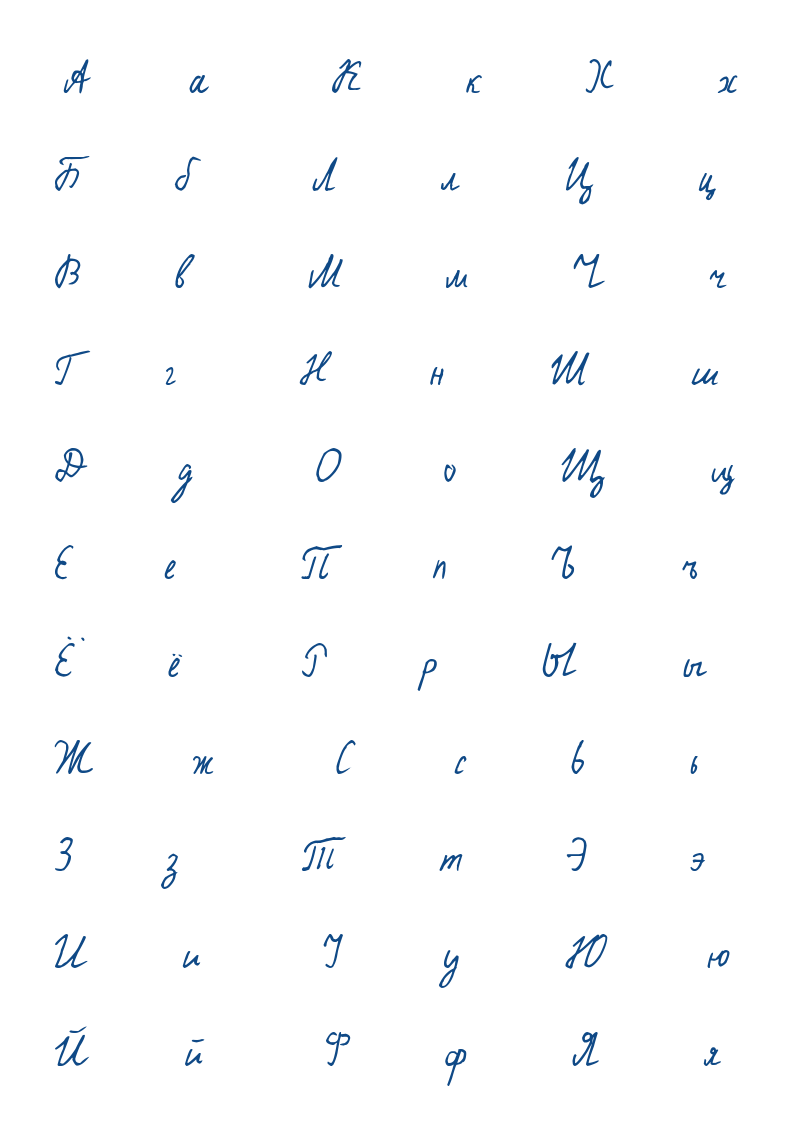 А а К к Х х
Б б Л л Ц ц
В в М м Ч ч
Г г Н н Ш ш
Д д О о Щ щ
Е е П п Ъ ъ
Ё ё Р р Ы ы
Ж ж С с Ь ь
З з Т т Э э
И и У у Ю ю
Й й Ф ф Я я